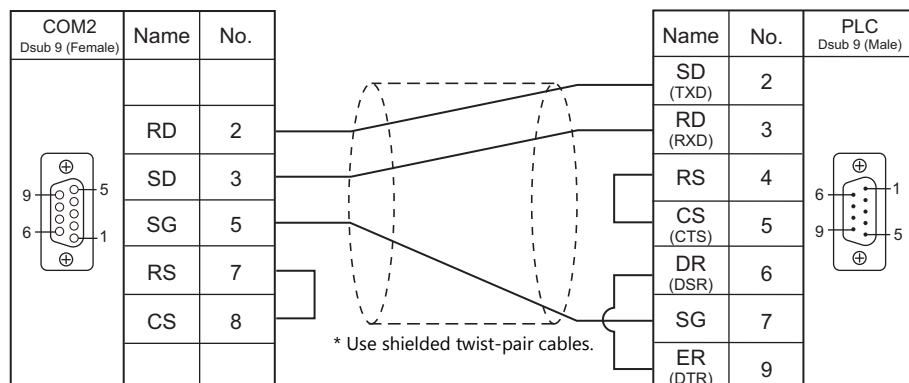 COM2
Dsub 9 (Female)
Name No.
RD 2
SD 3
SG 5
RS 7
CS 8
9 5
6 1
* Use shielded twist-pair cables.
Name No.
PLC
Dsub 9 (Male)
SD
(TXD) 2
RD
(RXD) 3
RS 4
CS
(CTS) 5
DR
(DSR) 6
SG 7
ER
(DTR) 9
6 1
9 5